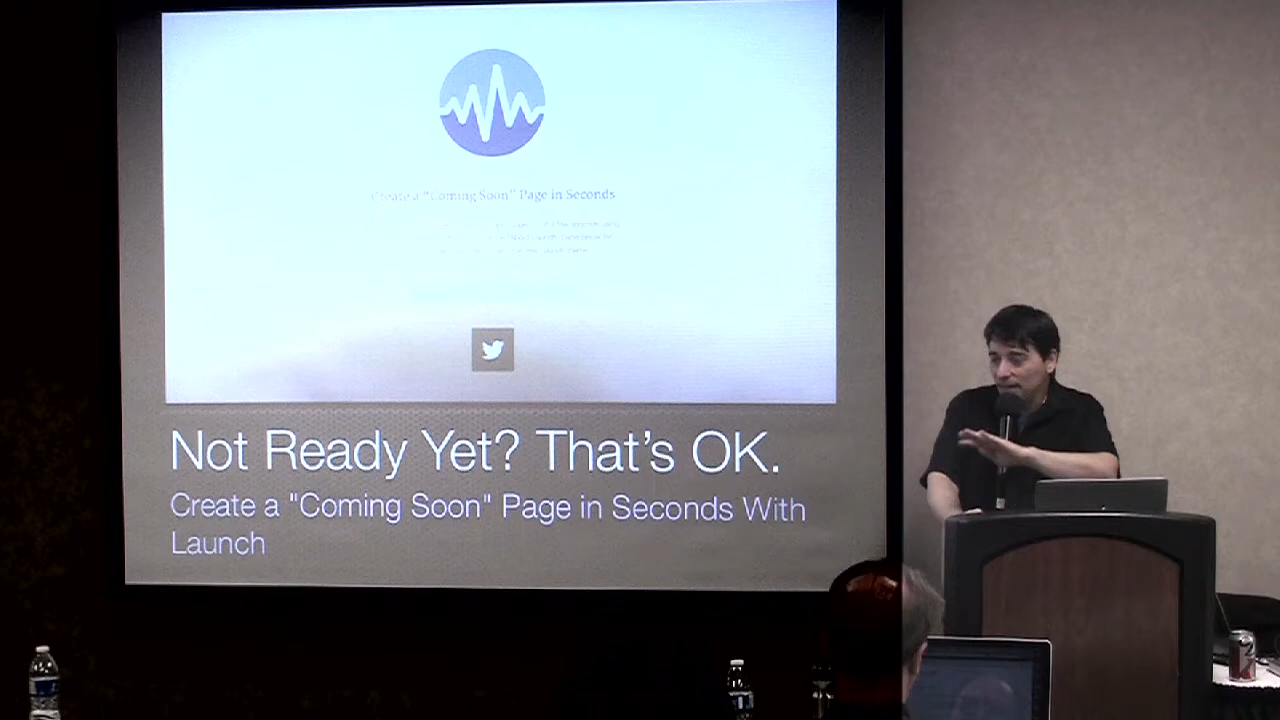 Create a "Coming Soon" Page in Seconds
Not Ready Yet? That's OK.
Create a "Coming Soon" Page in Seconds With
Launch